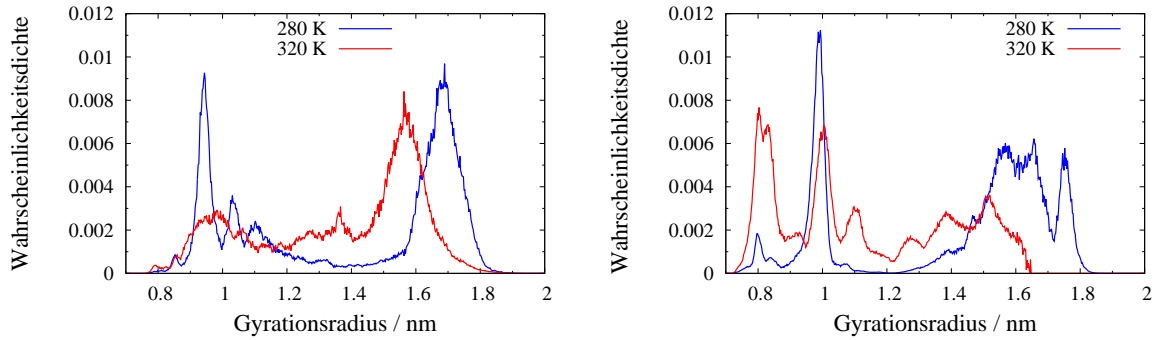 Wahrscheinlichkeitsdichte
0.012
0.01
0.008
0.006
0.004
0.002
0
280 K
320 K
0.8 1 1.2 1.4 1.6 1.8 2
Gyrationsradius / nm
Wahrscheinlichkeitsdichte
0.012
0.01
0.008
0.006
0.004
0.002
0
280 K
320 K
0.8 1 1.2 1.4 1.6 1.8 2
Gyrationsradius / nm